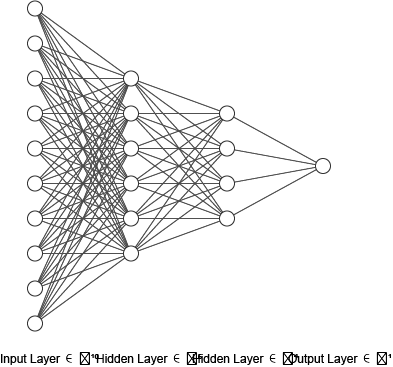 Input Layer ∈ Hidden Layer ∈ Hidden Layer ∈ Output Layer ∈